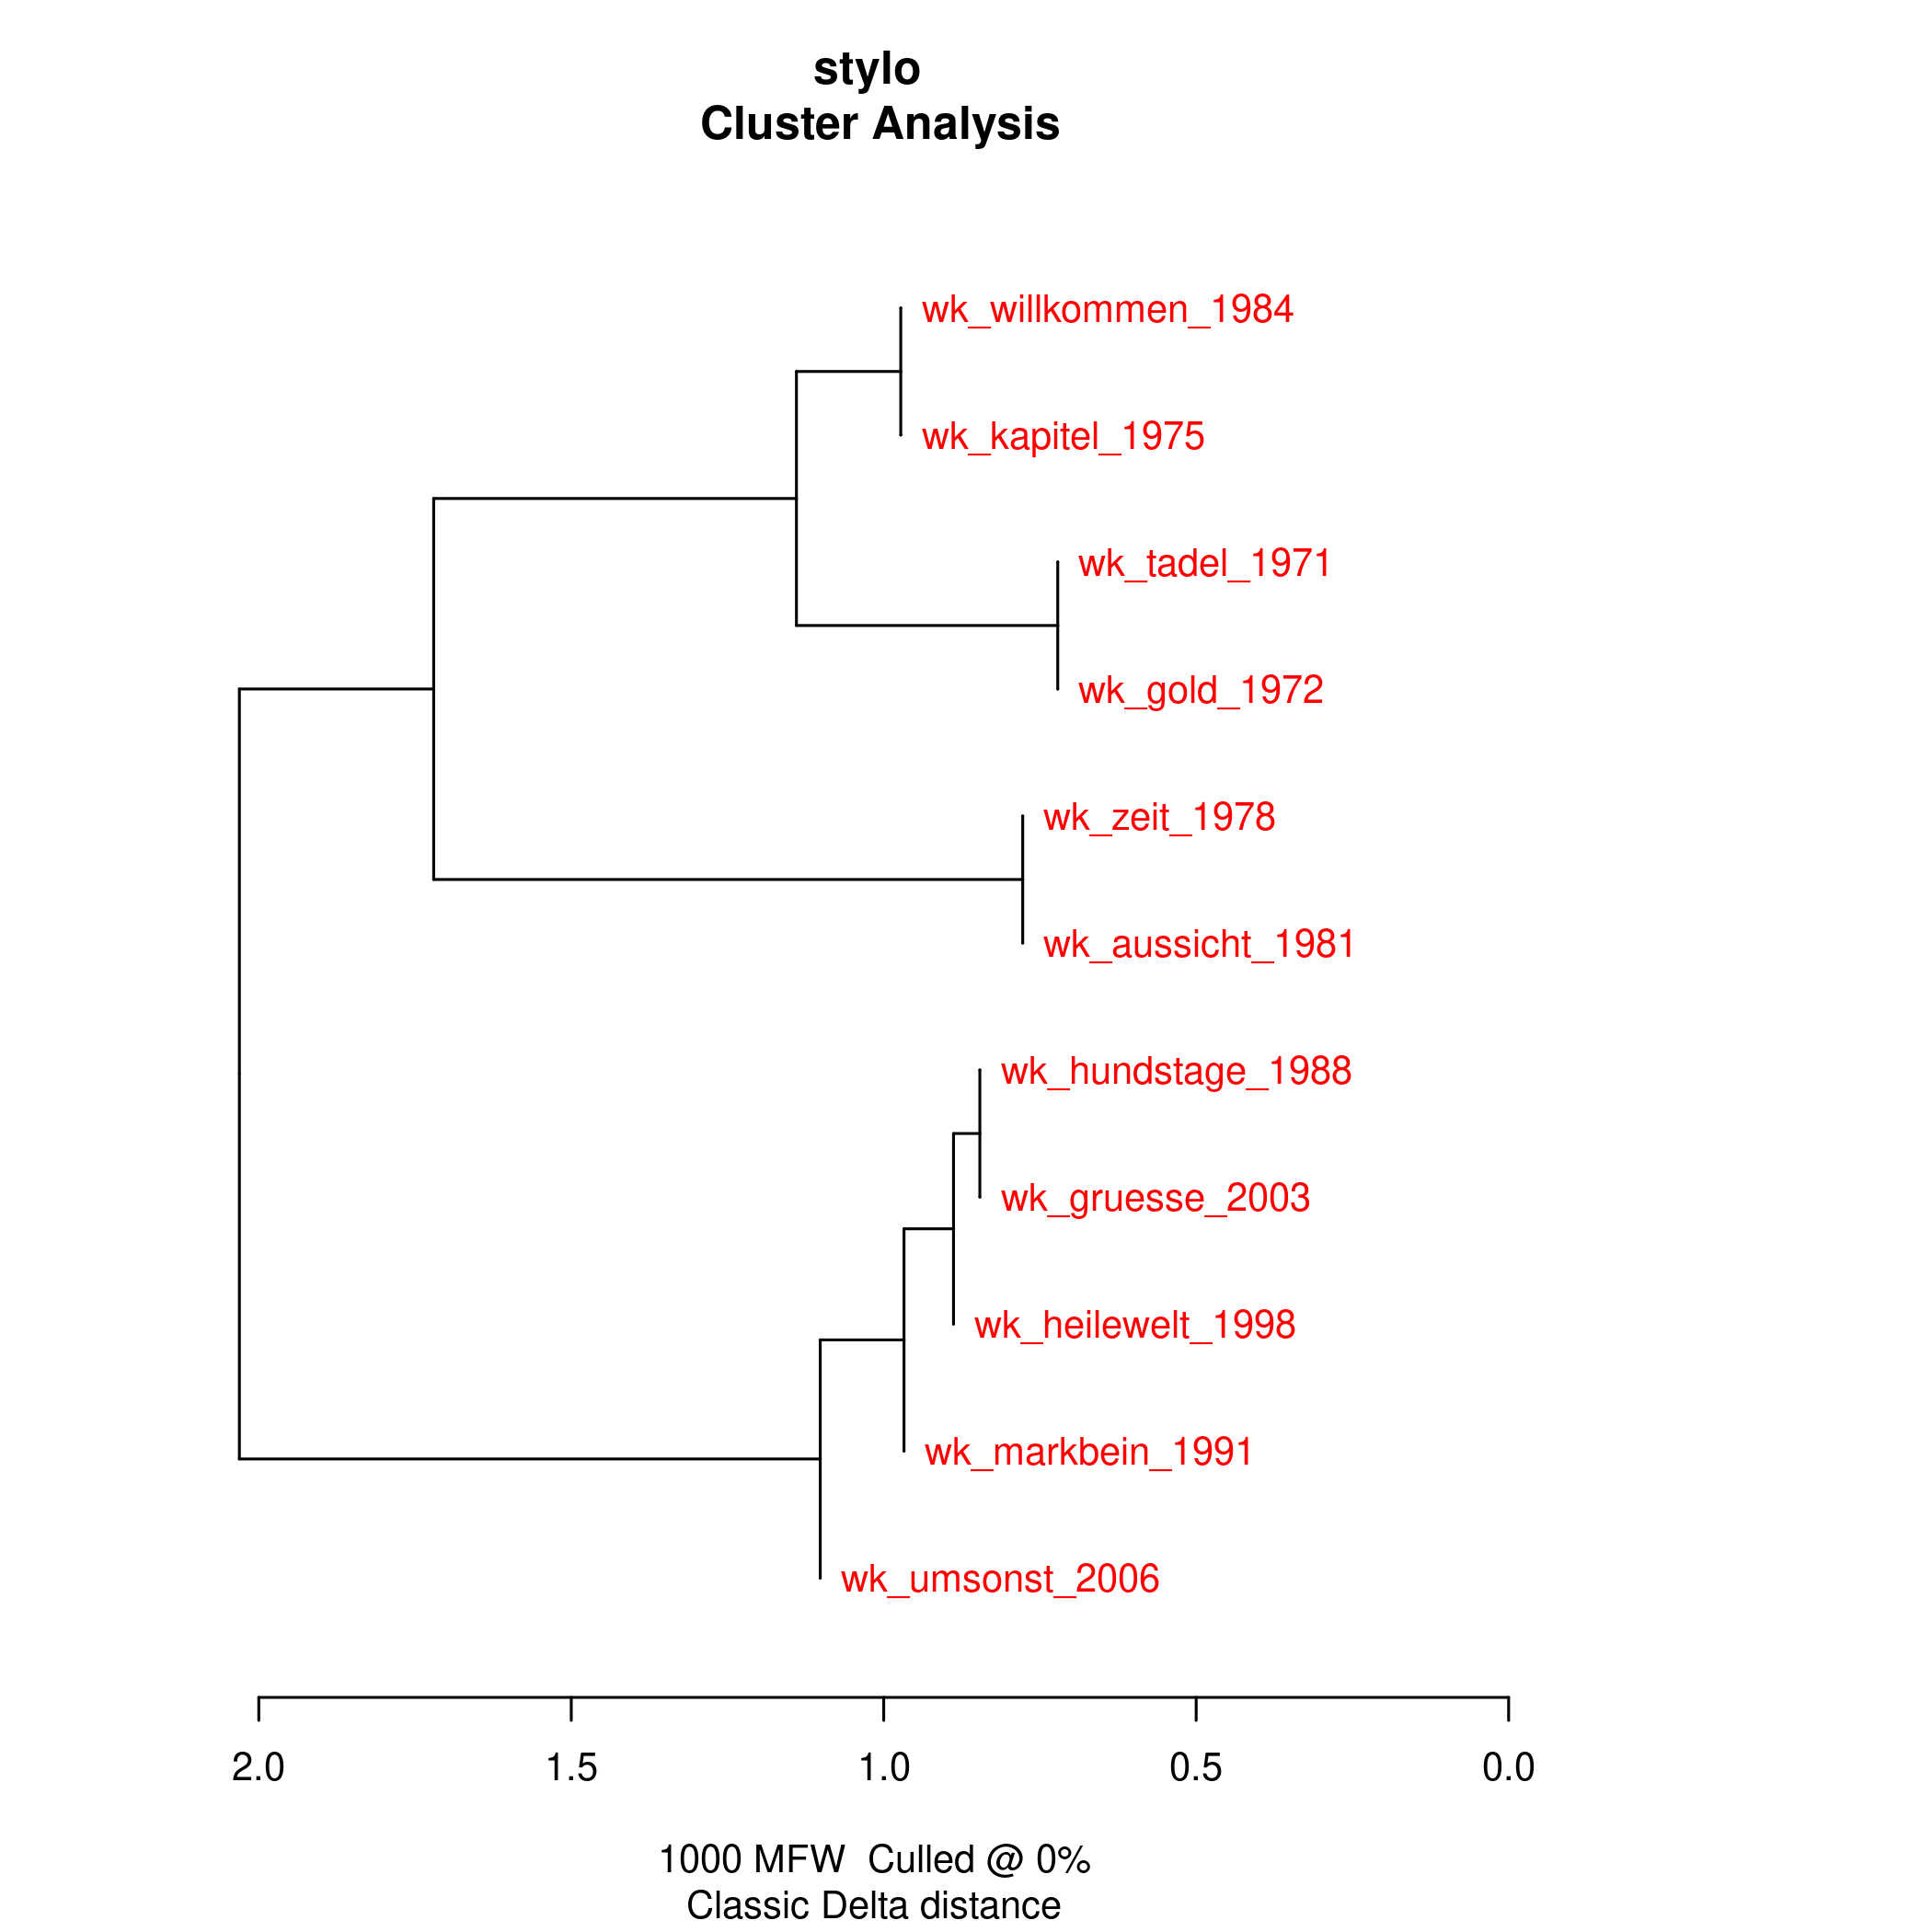 stylo
Cluster Analysis
wk_willkommen_1984
wk_kapitel_1975
wk_tadel_1971
wk_gold_1972
wk_zeit_1978
wk_aussicht_1981
wk_hundstage_1988
wk_gruesse_2003
wk_heilewelt_1998
wk_markbein_1991
wk_umsonst_2006
2.0 1.5 1.0 0.5 0.0
1000 MFW  Culled @ 0%
Classic Delta distance